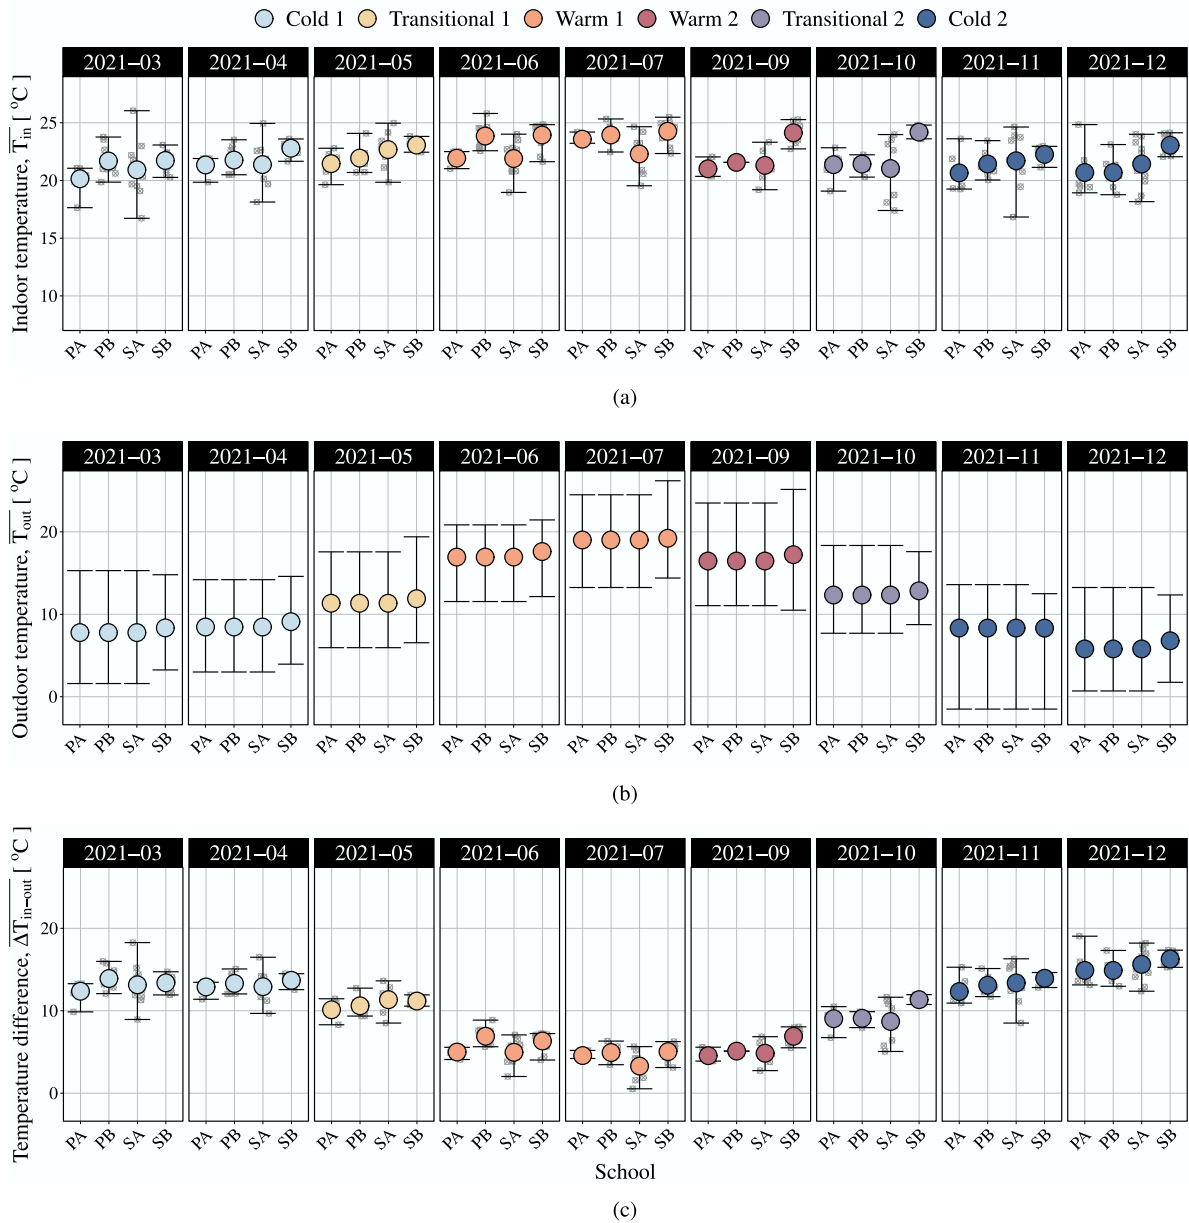 Cold 1 Transitional 1 Warm 1 Warm 2 Transitional 2 Cold 2
Indoor temperature, T̅in [ °C ]
2021−03 2021−04 2021−05 2021−06 2021−07 2021−09 2021−10 2021−11 2021−12
25
20
15
10
PA PB SA SB PA PB SA SB PA PB SA SB PA PB SA SB PA PB SA SB PA PB SA SB PA PB SA SB PA PB SA SB PA PB SA SB
(a)
Outdoor temperature, T̅out [ °C ]
2021−03 2021−04 2021−05 2021−06 2021−07 2021−09 2021−10 2021−11 2021−12
20
10
0
PA PB SA SB PA PB SA SB PA PB SA SB PA PB SA SB PA PB SA SB PA PB SA SB PA PB SA SB PA PB SA SB PA PB SA SB
(b)
Temperature difference, ΔTin−out [ °C ]
2021−03 2021−04 2021−05 2021−06 2021−07 2021−09 2021−10 2021−11 2021−12
20
10
0
PA PB SA SB PA PB SA SB PA PB SA SB PA PB SA SB PA PB SA SB PA PB SA SB PA PB SA SB PA PB SA SB PA PB SA SB
School
(c)